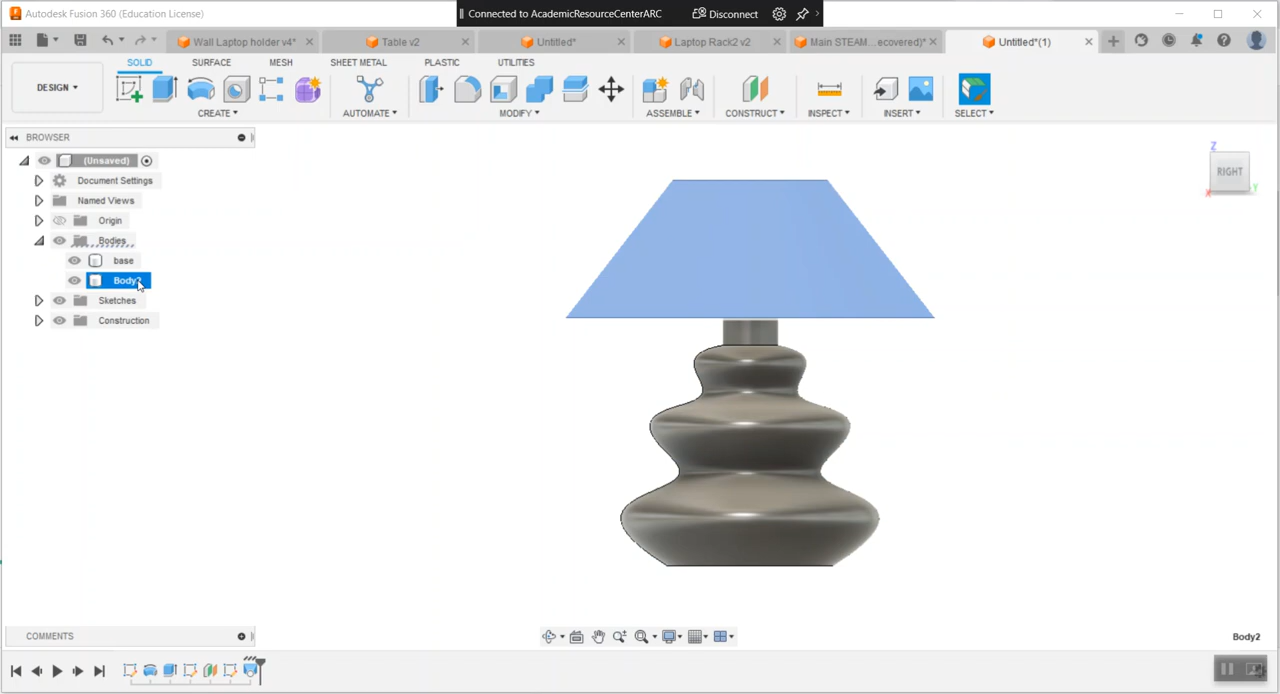 Autodesk Fusion 360 (Education License)
Connected to AcademicResourceCenterARC
Disconnect
Wall Laptop holder v4*
Table v2
Untitled*
Laptop Rack2 v2
Main STEAM ...ecovered)*
Untitled*(1)
SOLID
SURFACE
MESH
SHEET METAL
PLASTIC
UTILITIES
DESIGN
CREATE
AUTOMATE
MODIFY
ASSEMBLE
CONSTRUCT
INSPECT
INSERT
SELECT
BROWSER
(Unsaved)
Document Settings
Named Views
Origin
Bodies
base
Body2
Sketches
Construction
Z
RIGHT
X
Y
COMMENTS
Body2